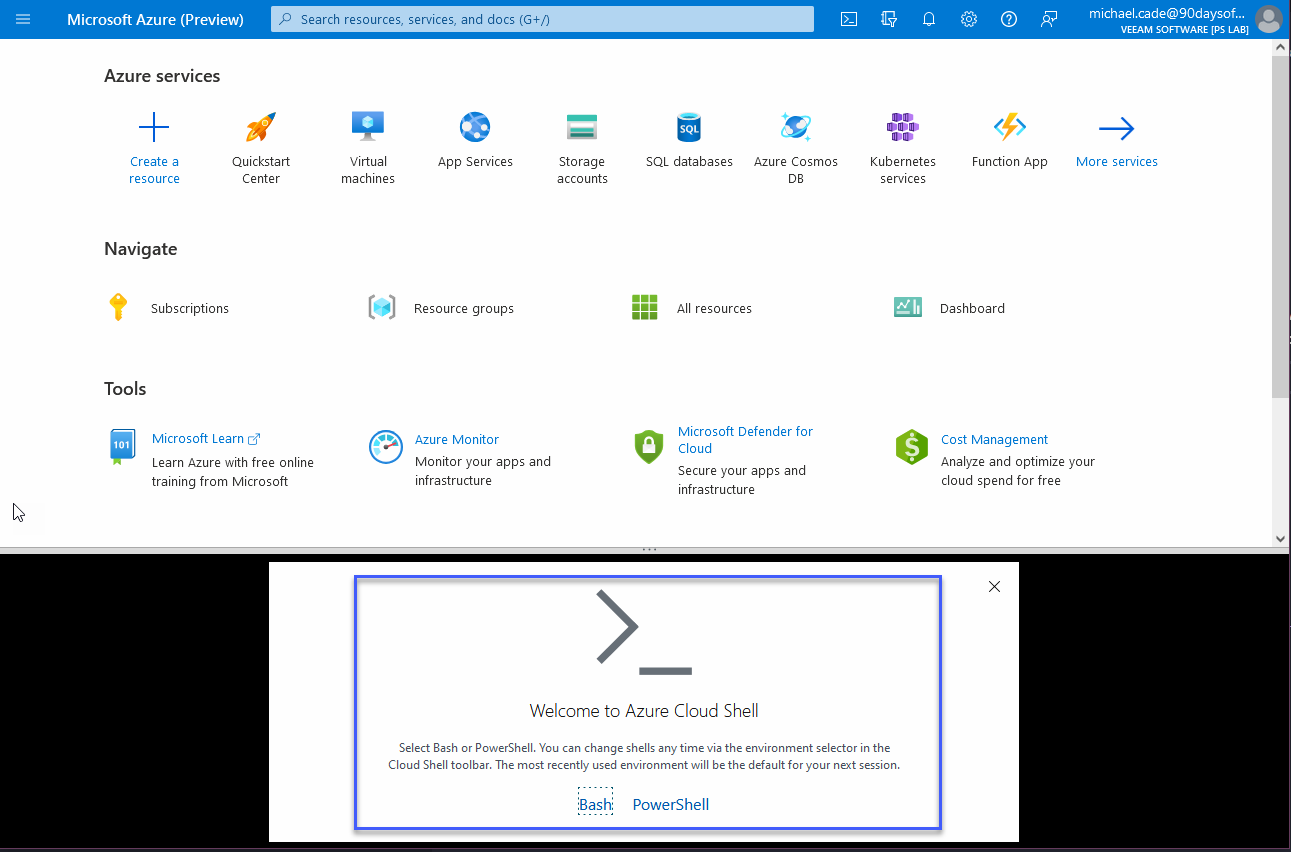 Microsoft Azure (Preview)
Search resources, services, and docs (G+/)
michael.cade@90daysof...
VEEAM SOFTWARE [PS LAB]
Azure services
Create a
resource
Quickstart
Center
Virtual
machines
App Services
Storage
accounts
SQL
SQL databases
Azure Cosmos
DB
Kubernetes
services
Function App
More services
Navigate
Subscriptions
Resource groups
All resources
Dashboard
Tools
101
Microsoft Learn
Learn Azure with free online
training from Microsoft
Azure Monitor
Monitor your apps and
infrastructure
Microsoft Defender for
Cloud
Secure your apps and
infrastructure
$
Cost Management
Analyze and optimize your
cloud spend for free
Welcome to Azure Cloud Shell
Select Bash or PowerShell. You can change shells any time via the environment selector in the
Cloud Shell toolbar. The most recently used environment will be the default for your next session.
Bash
PowerShell